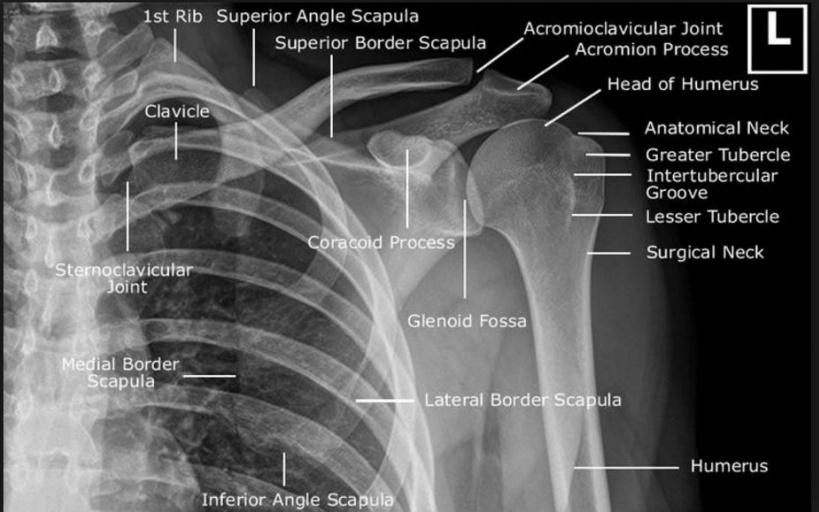 1st Rib
Superior Angle Scapula
Superior Border Scapula
Acromioclavicular Joint
Acromion Process
L
Head of Humerus
Clavicle
Anatomical Neck
Greater Tubercle
Intertubercular
Groove
Lesser Tubercle
Coracoid Process
Surgical Neck
Sternoclavicular
Joint
Glenoid Fossa
Medial Border
Scapula
Lateral Border Scapula
Humerus
Inferior Angle Scapula